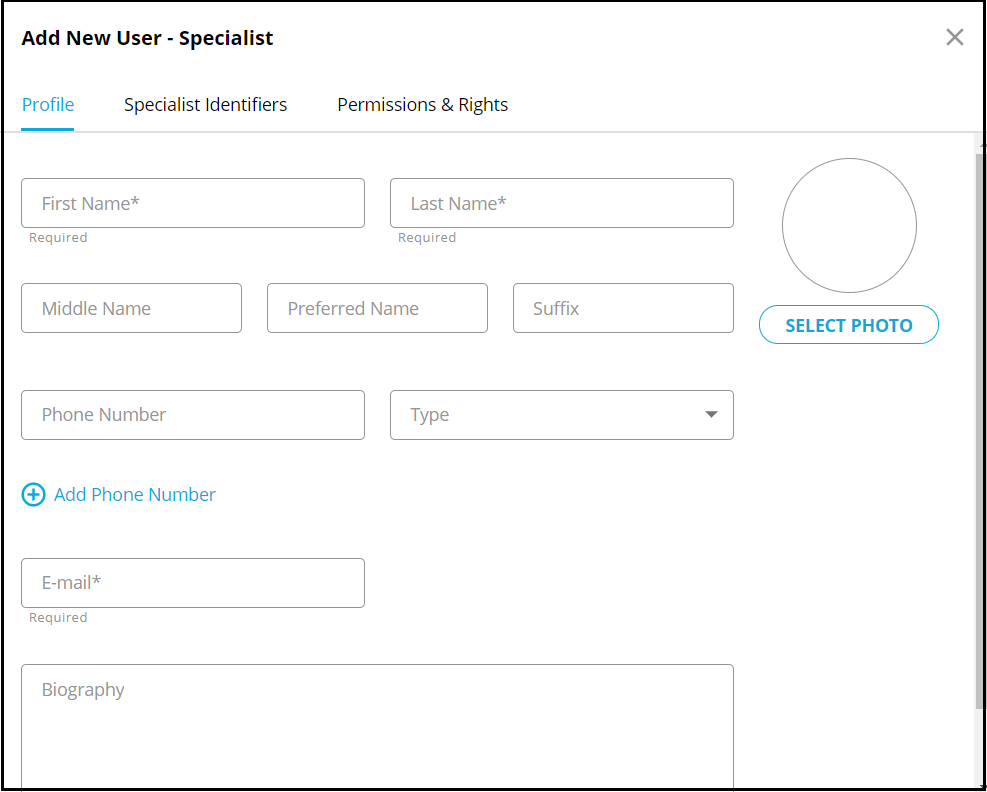 Add New User - Specialist
Profile Specialist Identifiers Permissions & Rights
First Name* Last Name*
Required Required
Middle Name Preferred Name Suffix
SELECT PHOTO
Phone Number Type
Add Phone Number
E-mail*
Required
Biography